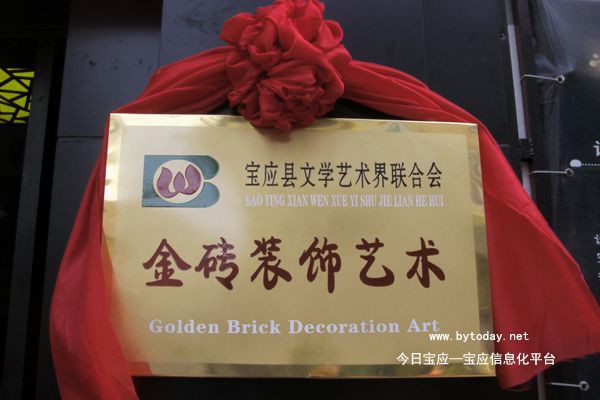 宝应县文学艺术界联合会
BAO YING XIAN WEN XUE YI SHU JIE LIAN HE HUI
金砖装饰艺术
Golden Brick Decoration Art
www.bytoday.net
今日宝应—宝应信息化平台